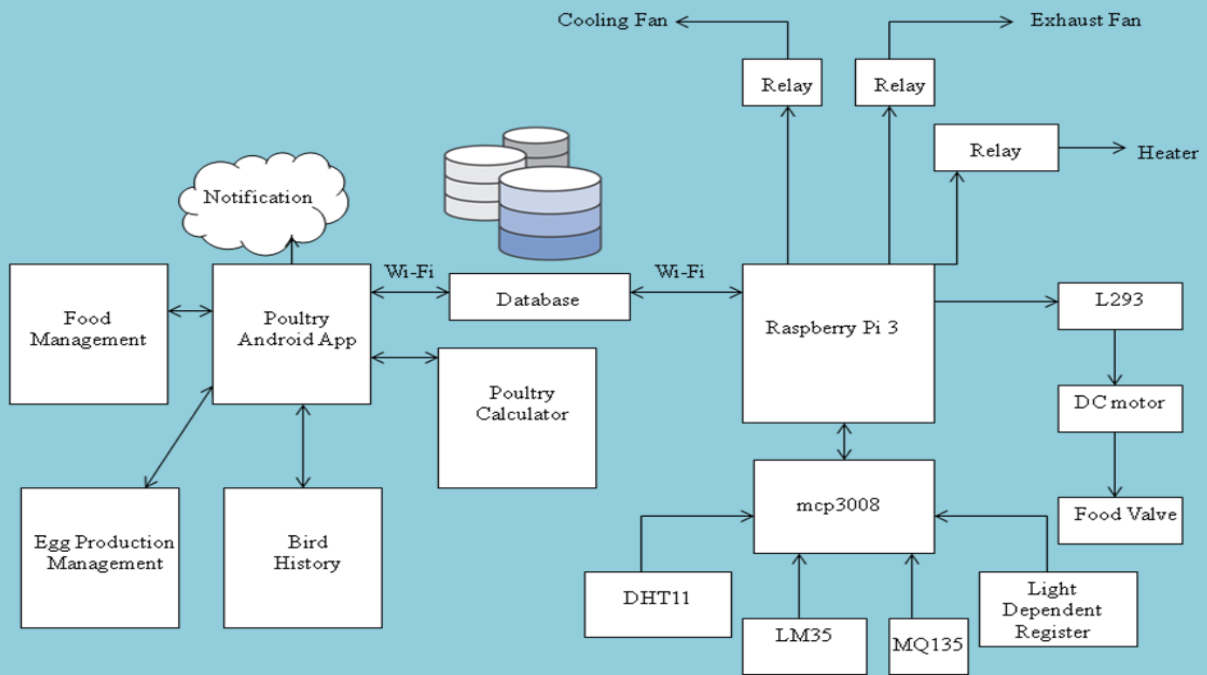 Cooling Fan
Exhaust Fan
Relay
Relay
Relay
Heater
Notification
Wi-Fi
Wi-Fi
Food
Management
Poultry
Android App
Database
Raspberry Pi 3
L293
Poultry
Calculator
DC motor
mcp3008
Food Valve
Egg Production
Management
Bird
History
DHT11
LM35
MQ135
Light
Dependent
Register